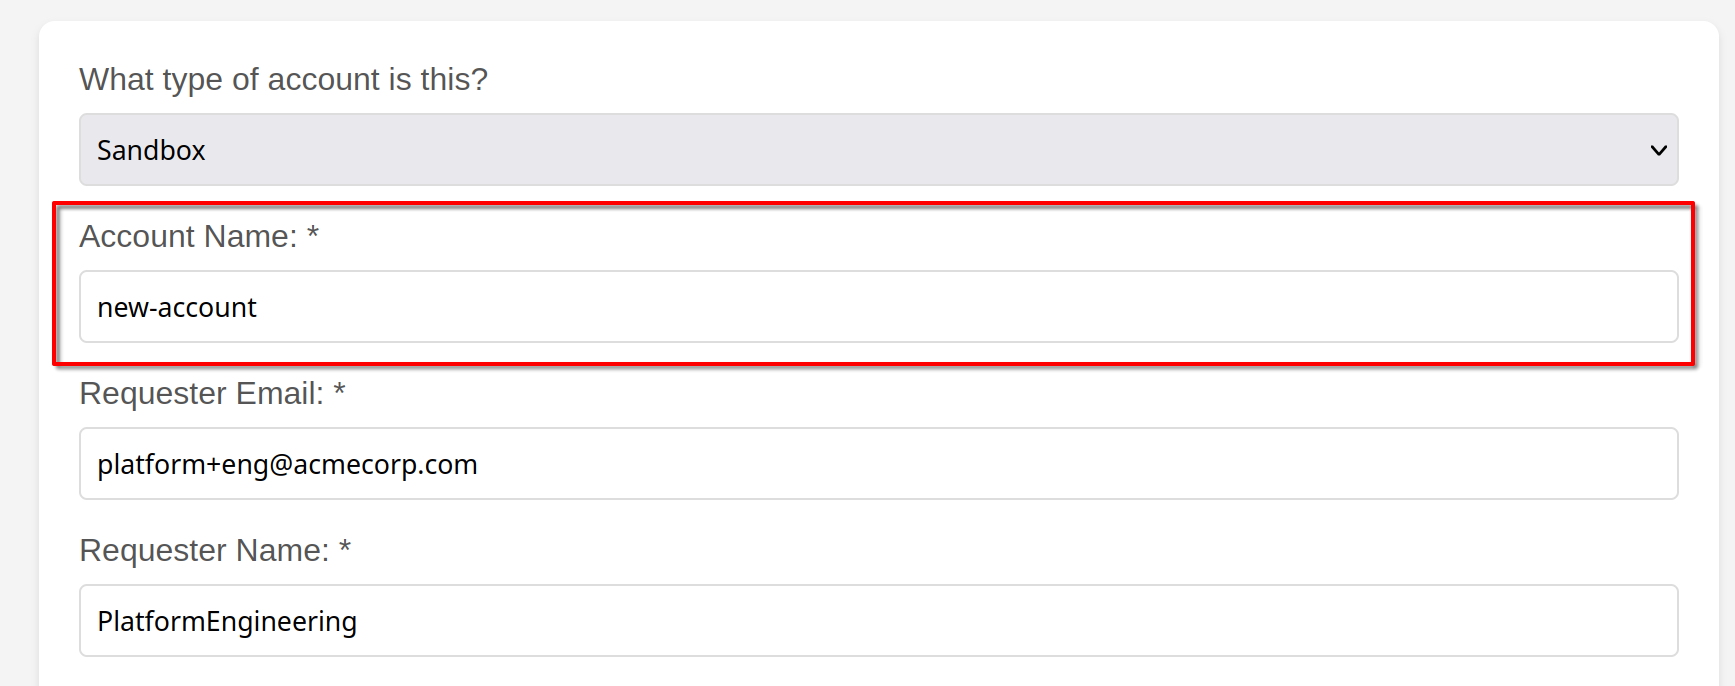 What type of account is this?
Sandbox
Account Name: *
new-account
Requester Email: *
platform+eng@acmecorp.com
Requester Name: *
PlatformEngineering